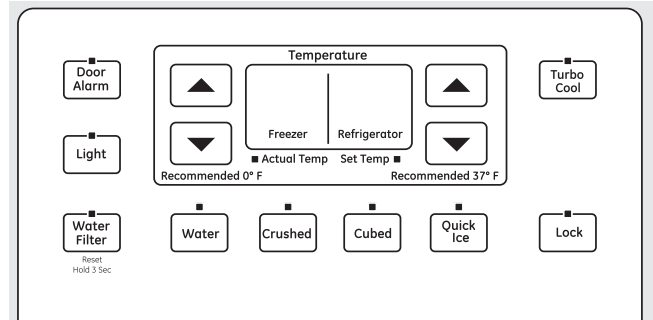 Temperature
Door
Alarm
Turbo
Cool
Freezer
Refrigerator
Actual Temp
Set Temp
Light
Recommended 0° F
Recommended 37° F
Water
Filter
Reset
Hold 3 Sec
Water
Crushed
Cubed
Quick
Ice
Lock